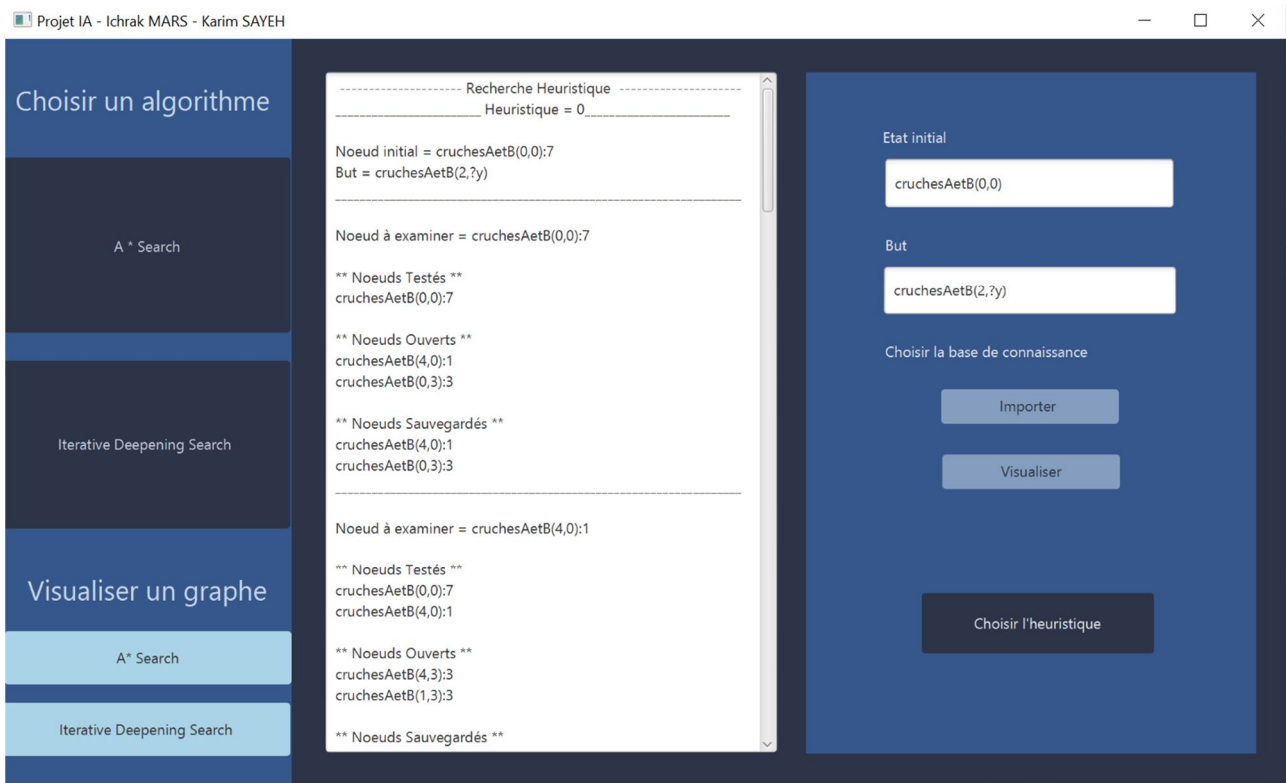 Projet IA - Ichrak MARS - Karim SAYEH
Choisir un algorithme
A * Search
Iterative Deepening Search
Visualiser un graphe
A* Search
Iterative Deepening Search
--------------------- Recherche Heuristique ---------------------
________________________ Heuristique = 0________________________
Noeud initial = cruchesAetB(0,0):7
But = cruchesAetB(2,?y)
___________________________________________________________________
Noeud à examiner = cruchesAetB(0,0):7
** Noeuds Testés **
cruchesAetB(0,0):7
** Noeuds Ouverts **
cruchesAetB(4,0):1
cruchesAetB(0,3):3
** Noeuds Sauvegardés **
cruchesAetB(4,0):1
cruchesAetB(0,3):3
___________________________________________________________________
Noeud à examiner = cruchesAetB(4,0):1
** Noeuds Testés **
cruchesAetB(0,0):7
cruchesAetB(4,0):1
** Noeuds Ouverts **
cruchesAetB(4,3):3
cruchesAetB(1,3):3
** Noeuds Sauvegardés **
Etat initial
cruchesAetB(0,0)
But
cruchesAetB(2,?y)
Choisir la base de connaissance
Importer
Visualiser
Choisir l'heuristique